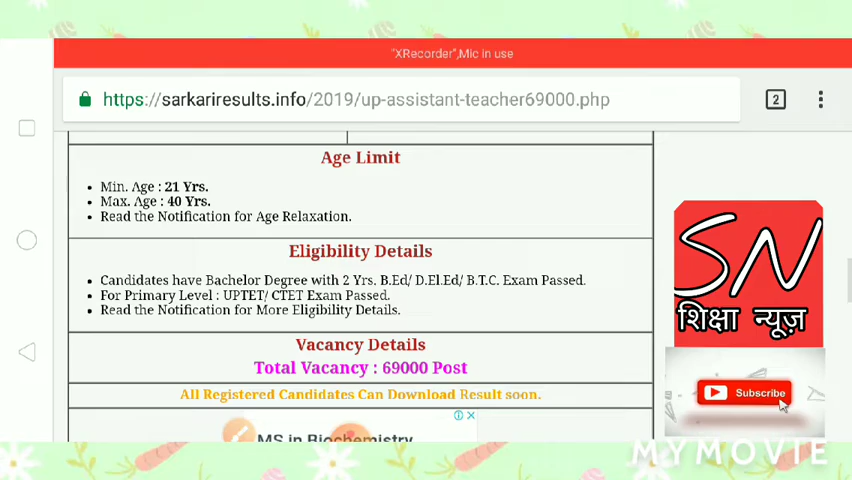 "XRecorder",Mic in use
https://sarkariresults.info/2019/up-assistant-teacher69000.php
2
Age Limit
Min. Age : 21 Yrs.
Max. Age : 40 Yrs.
Read the Notification for Age Relaxation.
Eligibility Details
Candidates have Bachelor Degree with 2 Yrs. B.Ed/ D.El.Ed/ B.T.C. Exam Passed.
For Primary Level : UPTET/ CTET Exam Passed.
Read the Notification for More Eligibility Details.
Vacancy Details
Total Vacancy : 69000 Post
All Registered Candidates Can Download Result soon.
MS in Biochemistry
SN
शिक्षा न्यूज़
Subscribe
MYMOVIE